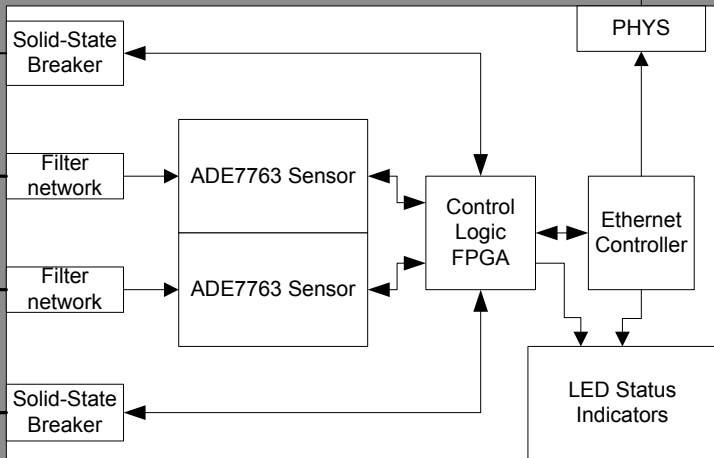 Solid-State
Breaker
PHYS
Filter
network
ADE7763 Sensor
Control
Logic
FPGA
Ethernet
Controller
Filter
network
ADE7763 Sensor
Solid-State
Breaker
LED Status
Indicators